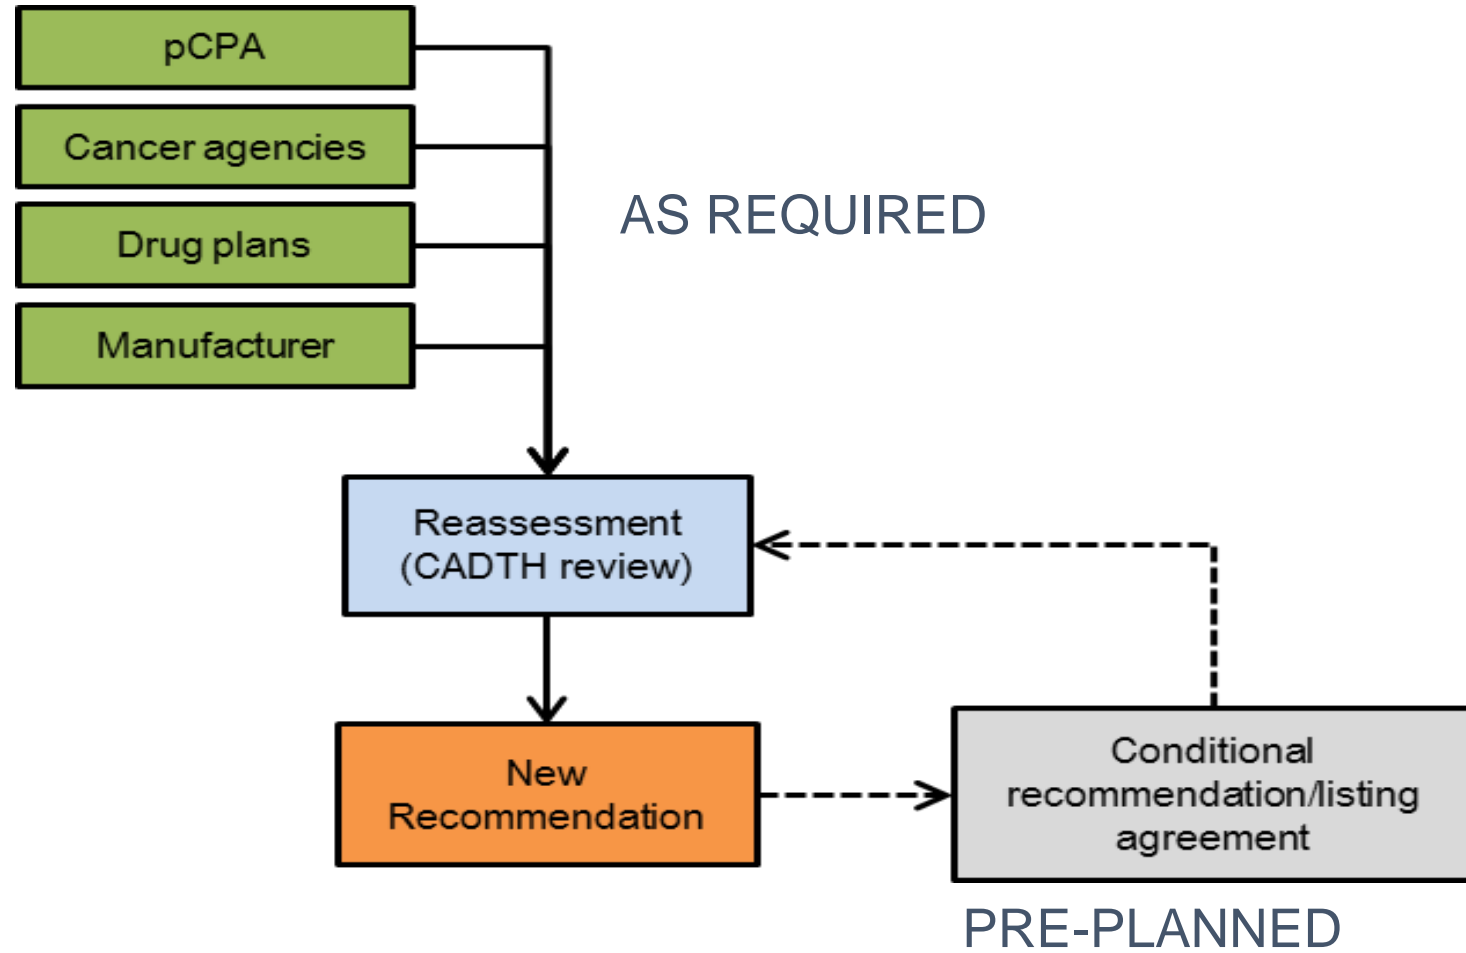 pCPA
Cancer agencies
Drug plans
Manufacturer
AS REQUIRED
Reassessment
(CADTH review)
New
Recommendation
Conditional
recommendation/listing
agreement
PRE-PLANNED